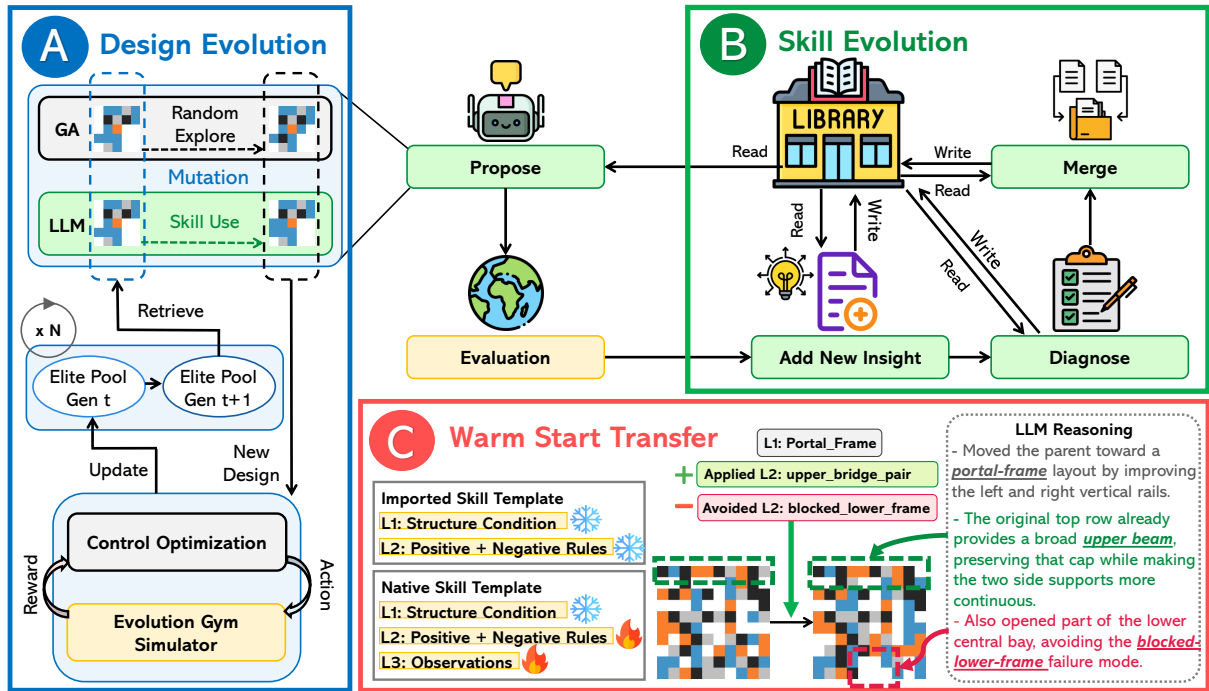 A
Design Evolution
GA
Random
Explore
Mutation
LLM
Skill Use
Retrieve
x N
Elite Pool
Gen t
Elite Pool
Gen t+1
Update
New
Design
Control Optimization
Reward
Action
Evolution Gym
Simulator
Propose
Evaluation
B
Skill Evolution
LIBRARY
Read
Write
Read
Merge
Read
Write
Write
Read
Add New Insight
Diagnose
C
Warm Start Transfer
Imported Skill Template
L1: Structure Condition
L2: Positive + Negative Rules
Native Skill Template
L1: Structure Condition
L2: Positive + Negative Rules
L3: Observations
L1: Portal_Frame
+ Applied L2: upper_bridge_pair
− Avoided L2: blocked_lower_frame
LLM Reasoning
- Moved the parent toward a
portal-frame layout by improving
the left and right vertical rails.
- The original top row already
provides a broad upper beam,
preserving that cap while making
the two side supports more
continuous.
- Also opened part of the lower
central bay, avoiding the blocked-
lower-frame failure mode.